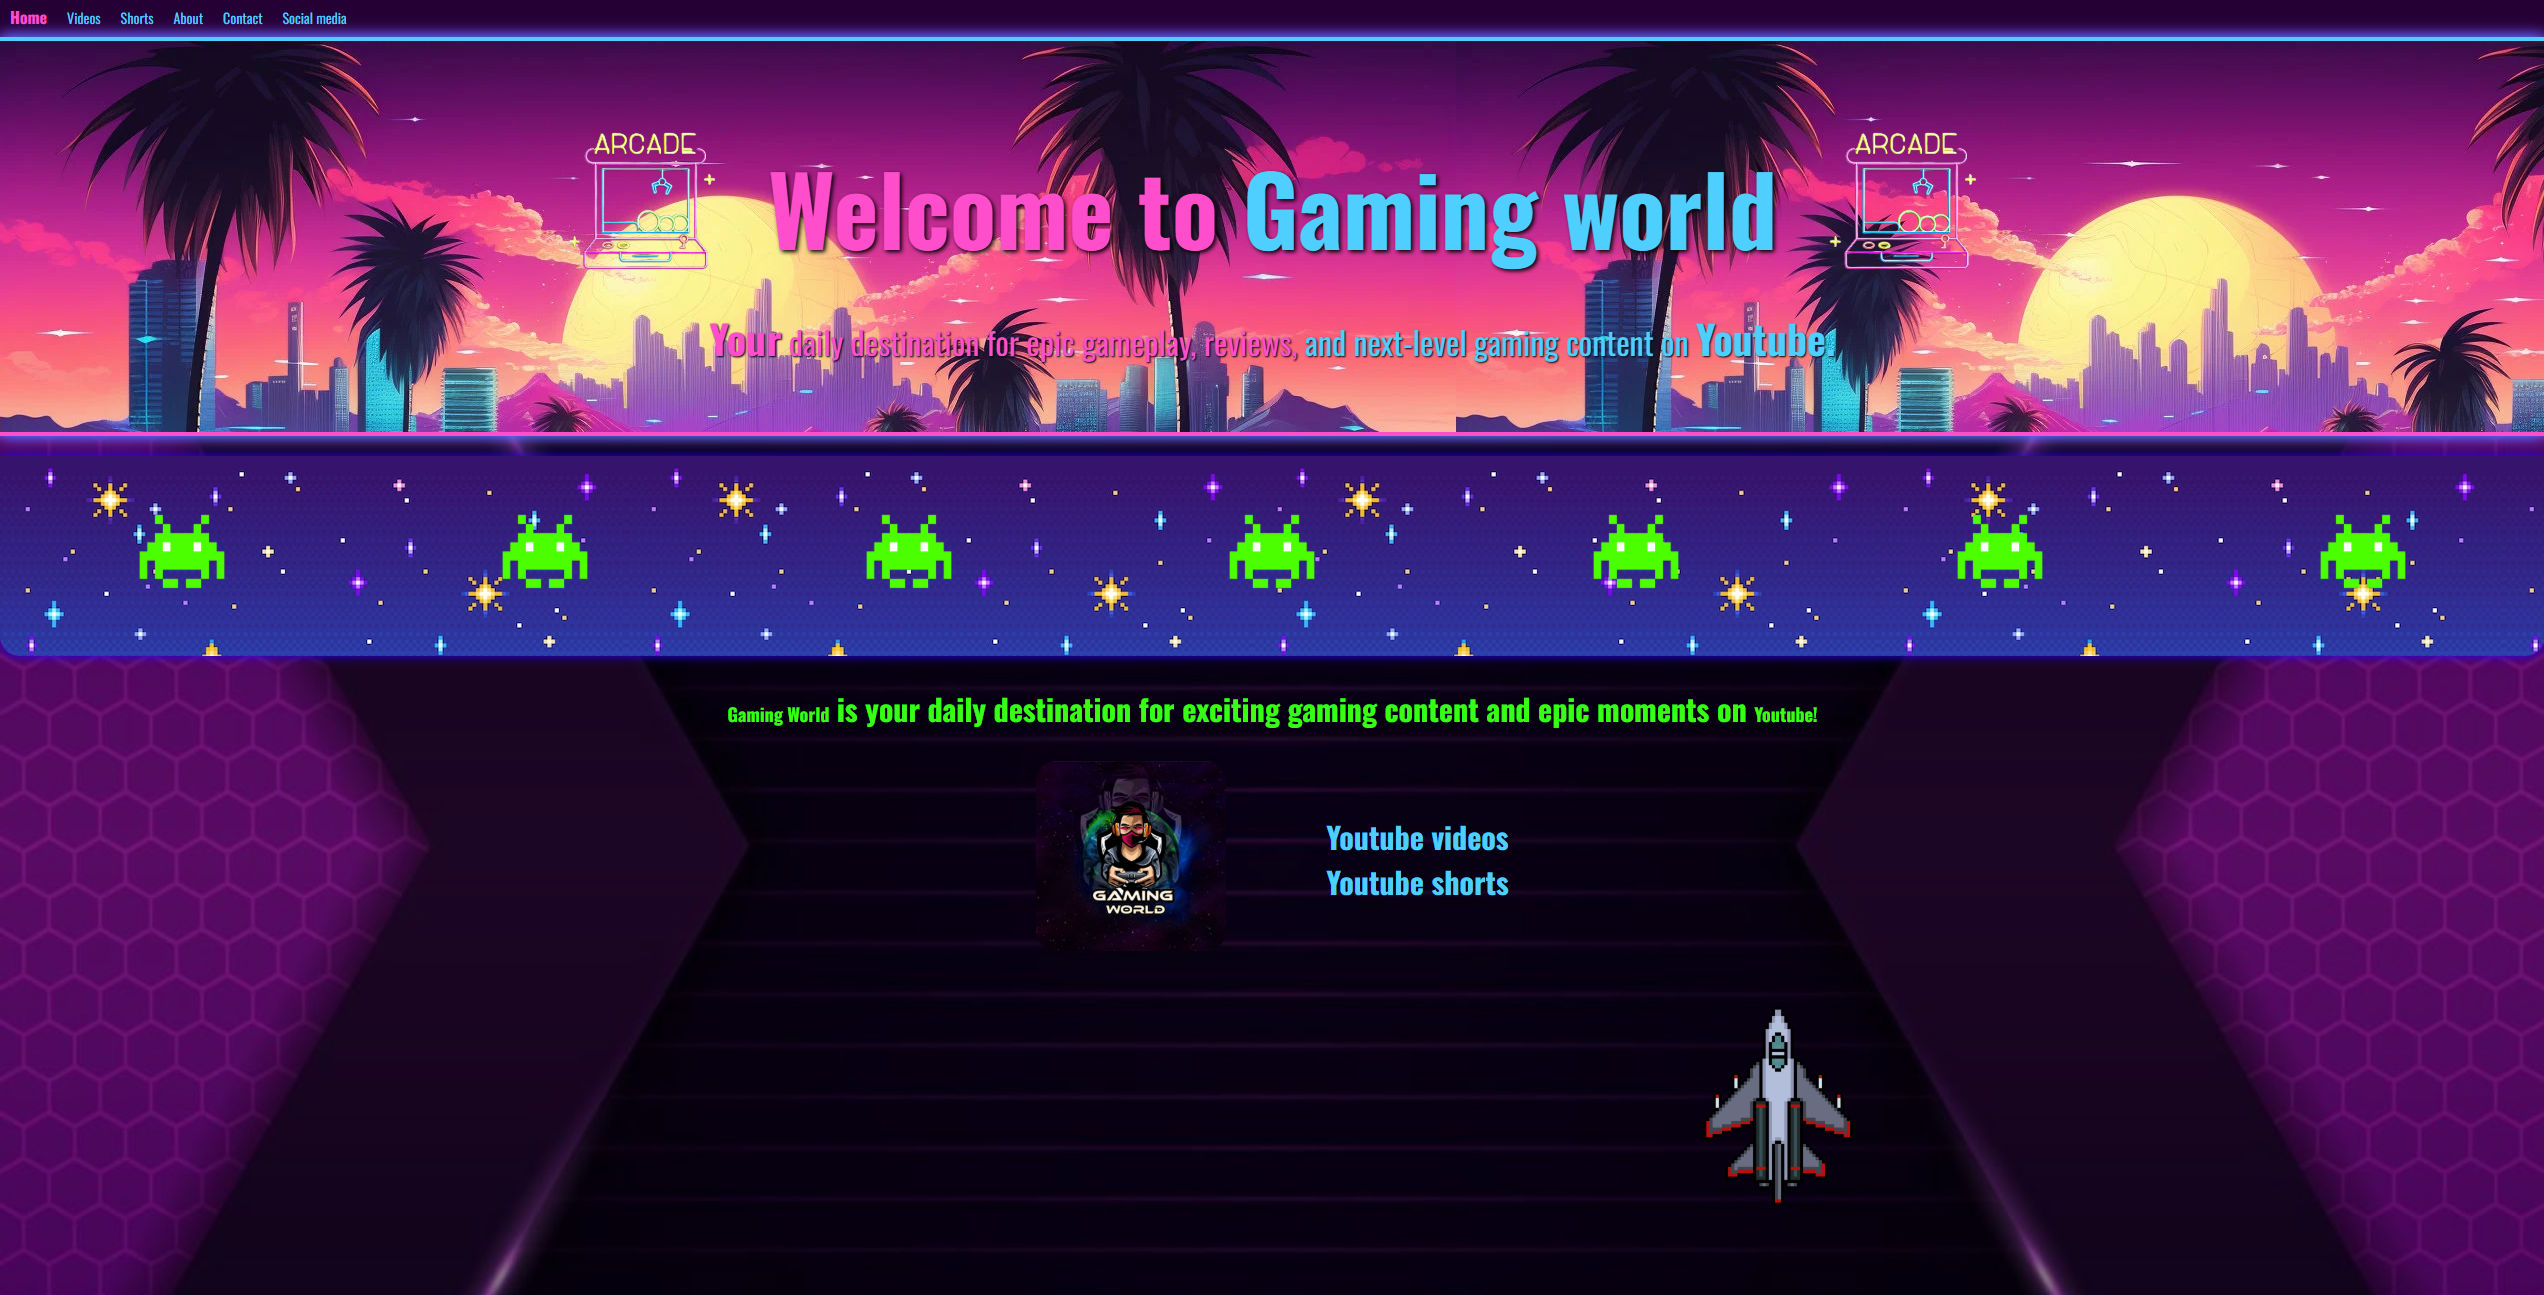 Home Videos Shorts About Contact Social media
ARCADE
ARCADE
Welcome to Gaming world
Your daily destination for epic gameplay, reviews, and next-level gaming content on Youtube.
Gaming World is your daily destination for exciting gaming content and epic moments on Youtube!
GAMING
WORLD
Youtube videos
Youtube shorts